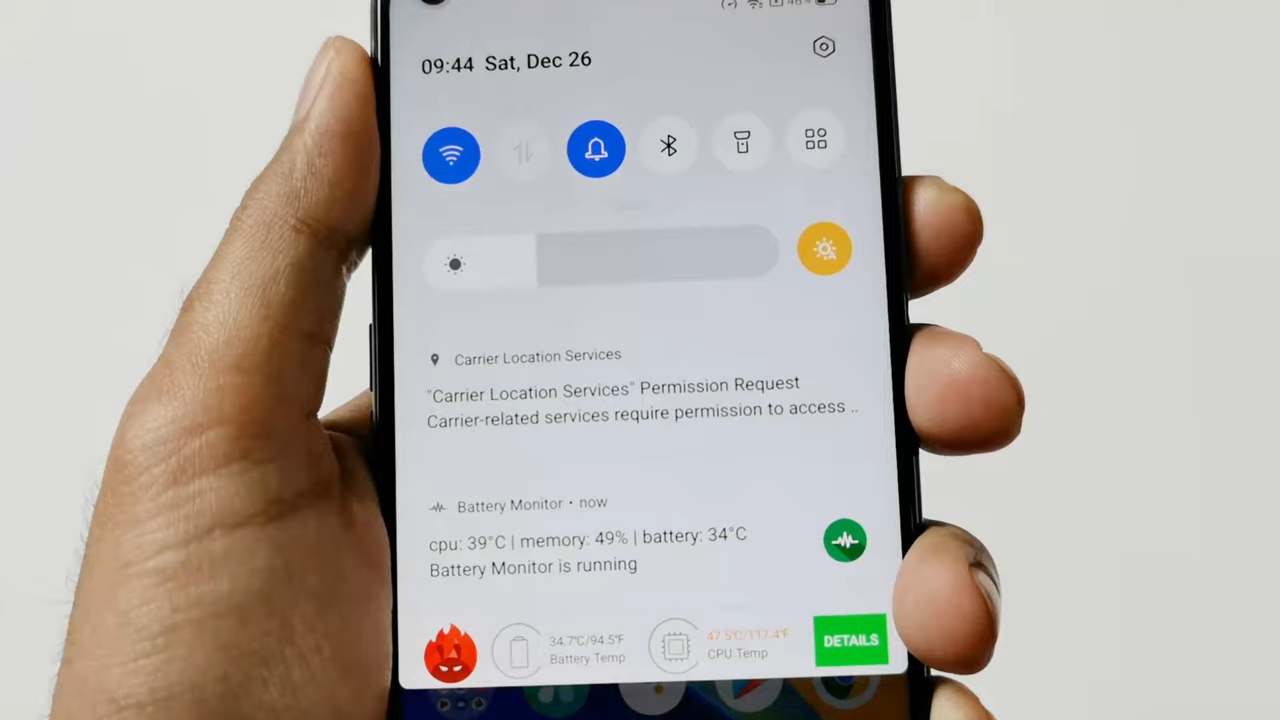 46%
09:44 Sat, Dec 26
Carrier Location Services
"Carrier Location Services" Permission Request
Carrier-related services require permission to access ..
Battery Monitor • now
cpu: 39°C | memory: 49% | battery: 34°C
Battery Monitor is running
34.7°C/94.5°F
Battery Temp
47.5°C/117.4°F
CPU Temp
DETAILS